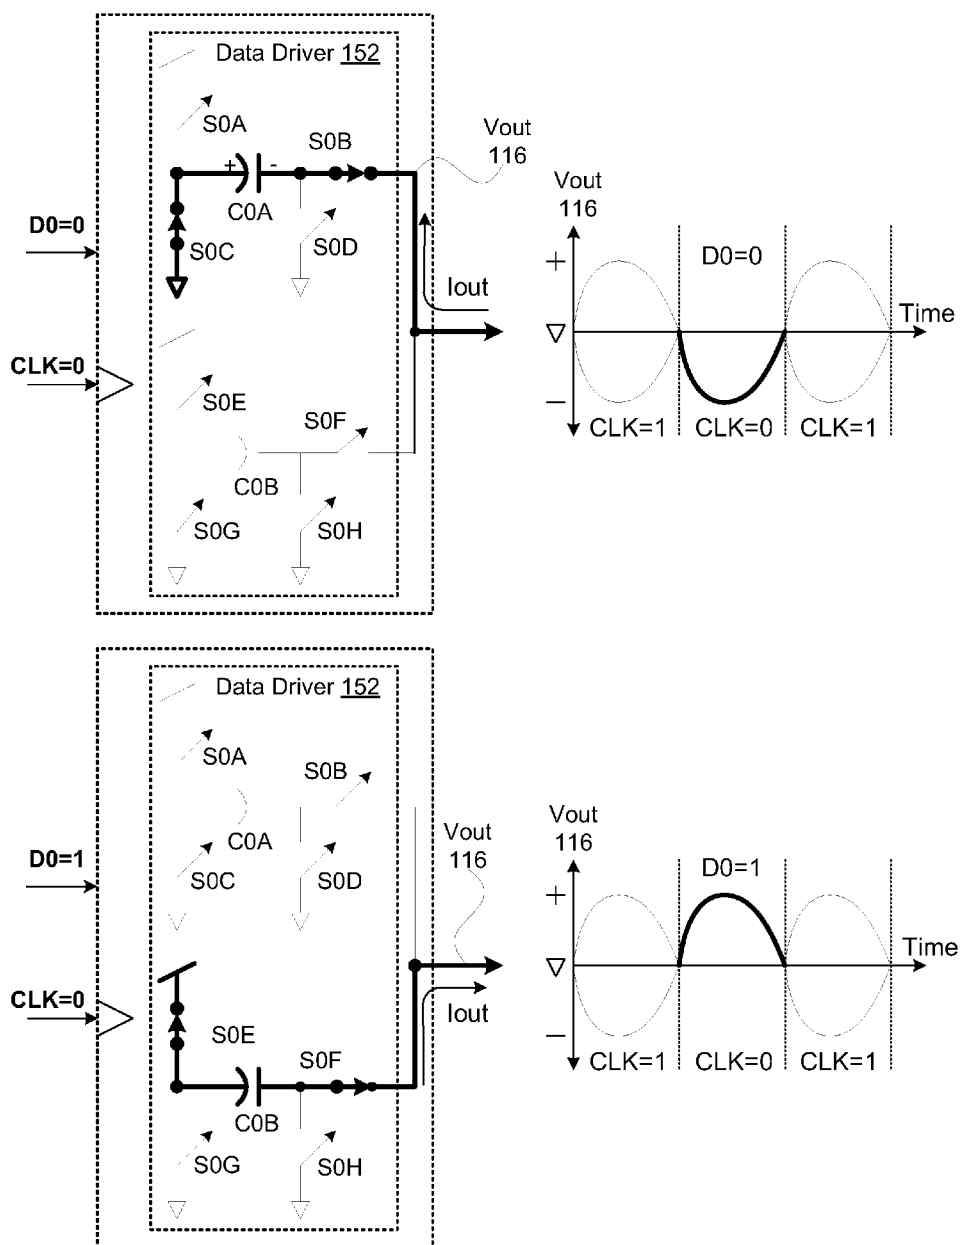 Data Driver 152
S0A
S0B
+ -
C0A
Vout
116
D0=0
S0C
S0D
Iout
CLK=0
S0E
S0F
C0B
S0G
S0H
Vout
116
D0=0
+
Time
−
CLK=1 CLK=0 CLK=1
Data Driver 152
S0A
S0B
C0A
Vout
116
D0=1
S0C
S0D
CLK=0
Iout
S0E
S0F
C0B
S0G
S0H
Vout
116
D0=1
+
Time
−
CLK=1 CLK=0 CLK=1